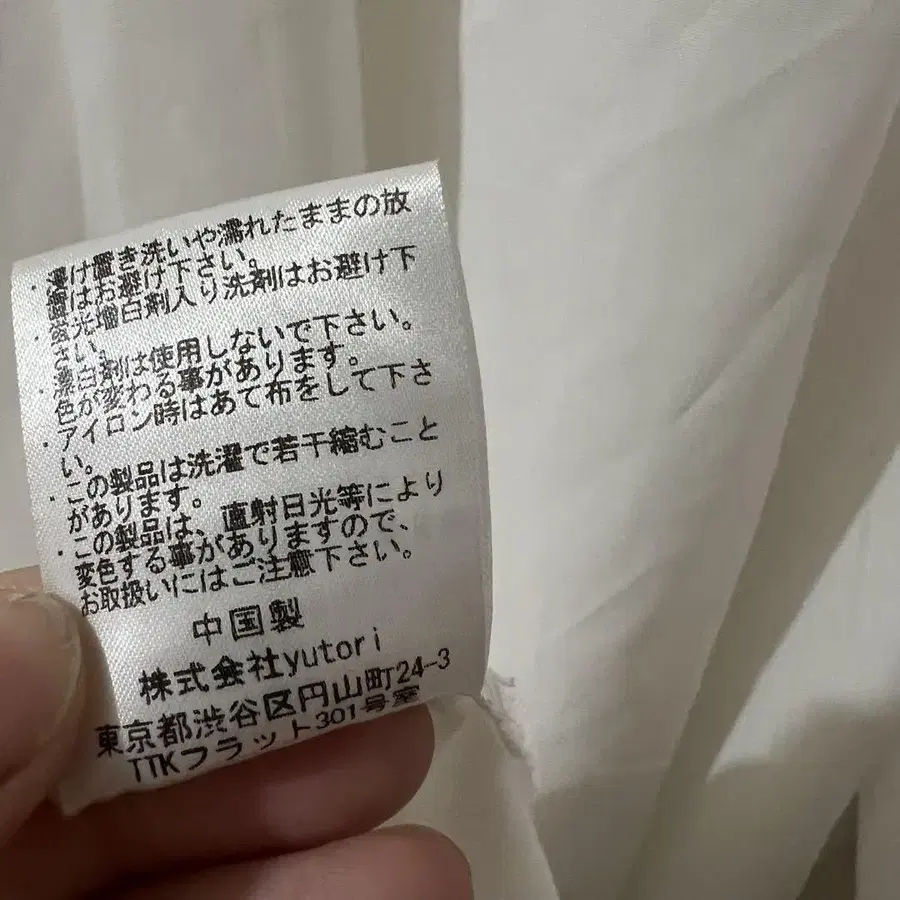 ・浸け置き洗いや濡れたままの放
置はお避け下さい。
・蛍光増白剤入り洗剤はお避け下
さい。
・漂白剤は使用しないで下さい。
色が変わる事があります。
・アイロン時はあて布をして下さ
い。
・この製品は洗濯で若干縮むこと
があります。
・この製品は、直射日光等により
変色する事がありますので、
お取扱いにはご注意下さい。
中国製
株式会社yutori
東京都渋谷区円山町24-3
TTKフラット301号室